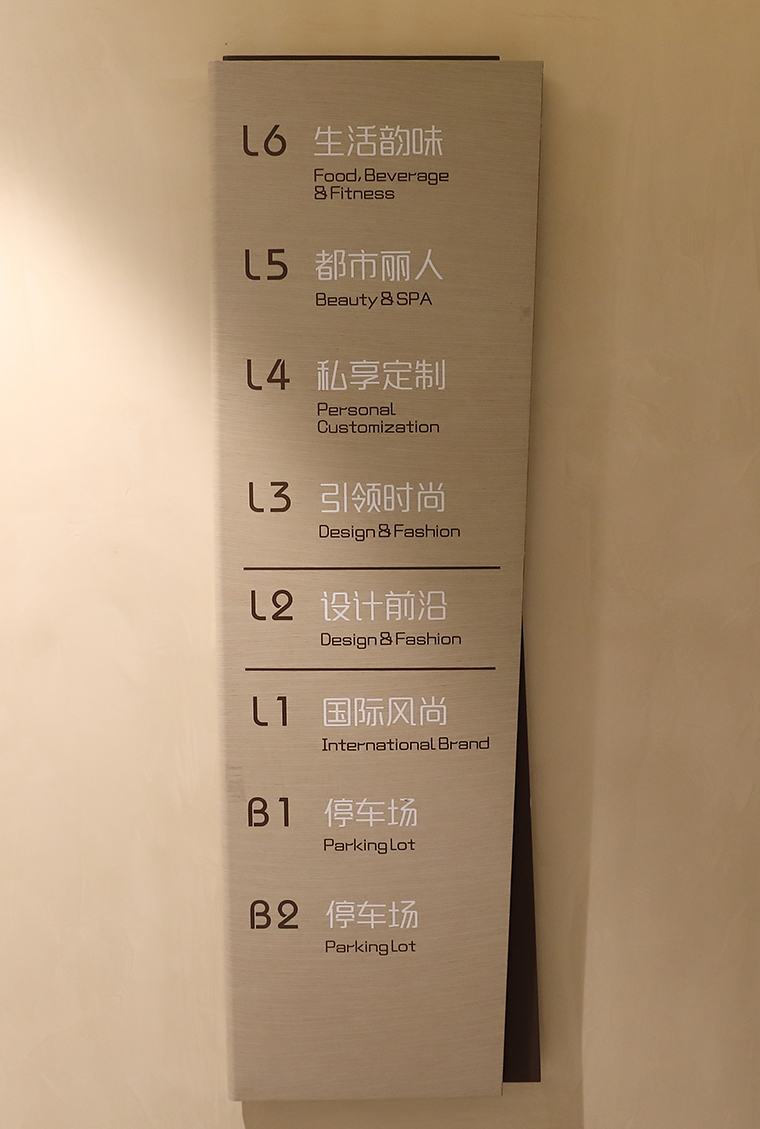 L6 生活韵味
Food, Beverage
& Fitness
L5 都市丽人
Beauty & SPA
L4 私享定制
Personal
Customization
L3 引领时尚
Design & Fashion
L2 设计前沿
Design & Fashion
L1 国际风尚
International Brand
B1 停车场
Parking Lot
B2 停车场
Parking Lot